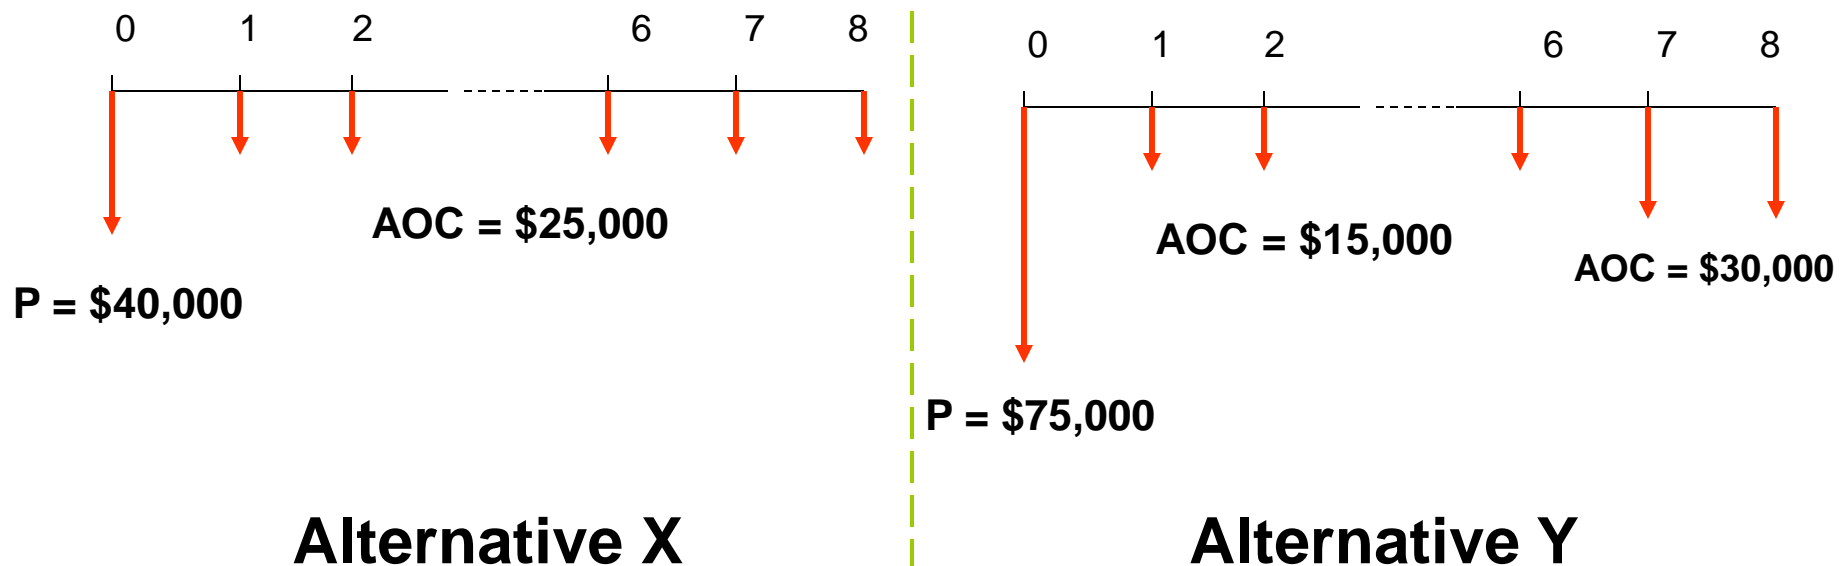 0 1 2 6 7 8
AOC = $25,000
P = $40,000
Alternative X
0 1 2 6 7 8
AOC = $15,000
AOC = $30,000
P = $75,000
Alternative Y